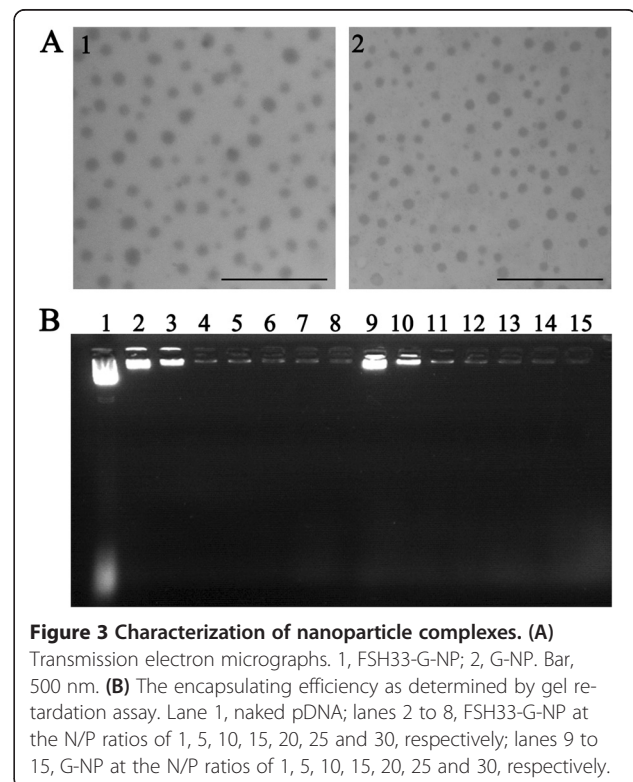 A 1 2
B 1 2 3 4 5 6 7 8 9 10 11 12 13 14 15
Figure 3 Characterization of nanoparticle complexes. (A)
Transmission electron micrographs. 1, FSH33-G-NP; 2, G-NP. Bar,
500 nm. (B) The encapsulating efficiency as determined by gel re-
tardation assay. Lane 1, naked pDNA; lanes 2 to 8, FSH33-G-NP at
the N/P ratios of 1, 5, 10, 15, 20, 25 and 30, respectively; lanes 9 to
15, G-NP at the N/P ratios of 1, 5, 10, 15, 20, 25 and 30, respectively.